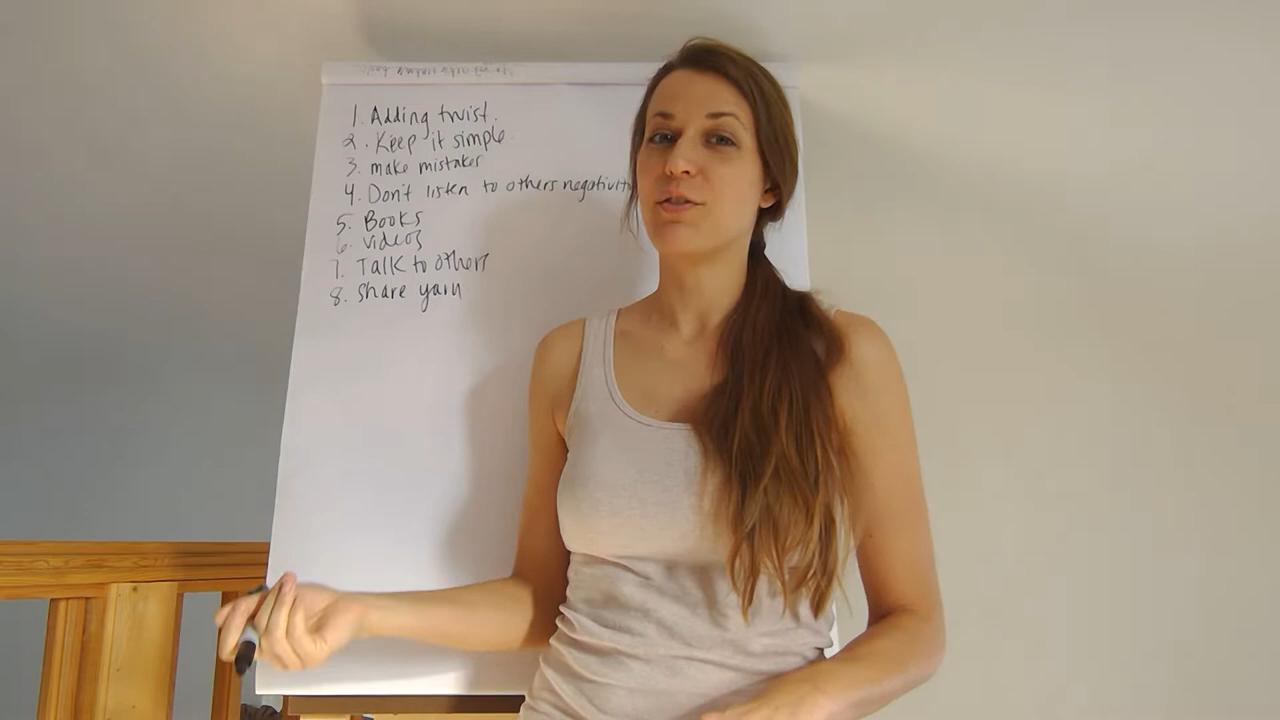 1. Adding twist.
2. Keep it simple.
3. make mistakes
4. Don't listen to others negativity
5. Books
6. videos
7. Talk to others
8. share yarn